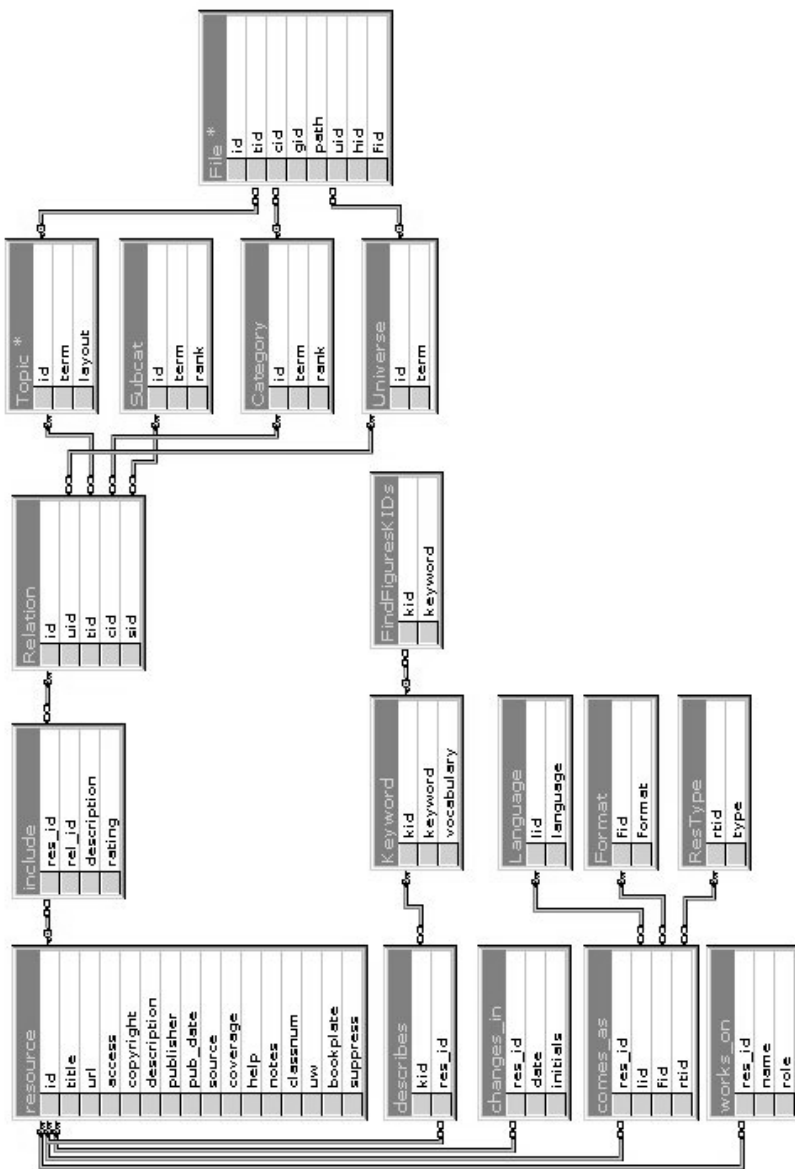 resource
id
title
url
access
copyright
description
publisher
pub_date
source
coverage
help
notes
classnum
uw
bookplate
suppress
include
res_id
rel_id
description
rating
Relation
id
uid
tid
cid
sid
Topic *
id
term
layout
Subcat
id
term
rank
Category
id
term
rank
Universe
id
term
File *
id
tid
cid
gid
path
uid
hid
fid
describes
kid
res_id
Keyword
kid
keyword
vocabulary
FindFiguresKIDs
kid
keyword
changes_in
res_id
date
initials
comes_as
res_id
lid
fid
rtid
Language
lid
language
Format
fid
format
ResType
rtid
type
works_on
res_id
name
role